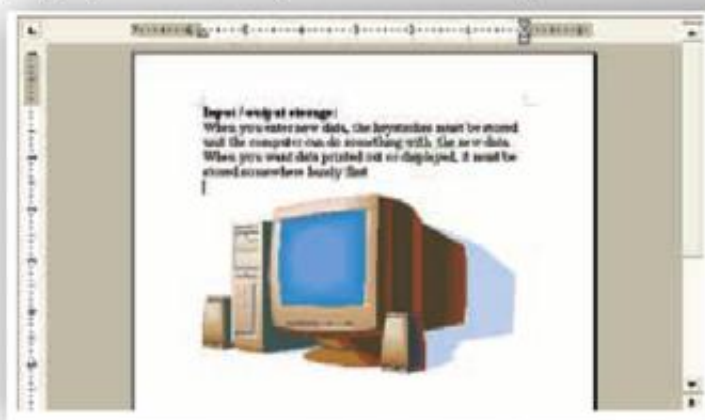 Input / output storage:
When you enter new data, the keystrokes must be stored
until the computer can do something with the new data.
When you want data printed out or displayed, it must be
stored somewhere handy first